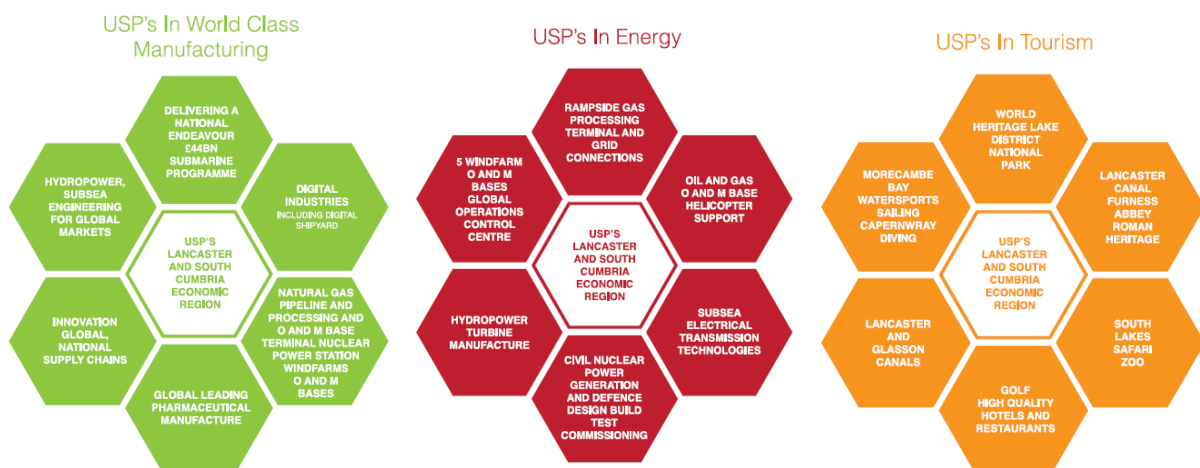 USP's In World Class
Manufacturing
DELIVERING A
NATIONAL
ENDEAVOUR
£44BN
SUBMARINE
PROGRAMME
HYDROPOWER,
SUBSEA
ENGINEERING
FOR GLOBAL
MARKETS
DIGITAL
INDUSTRIES
INCLUDING DIGITAL
SHIPYARD
USP'S
LANCASTER
AND SOUTH
CUMBRIA
ECONOMIC
REGION
INNOVATION
GLOBAL,
NATIONAL
SUPPLY CHAINS
NATURAL GAS
PIPELINE AND
PROCESSING AND
O AND M BASE
TERMINAL NUCLEAR
POWER STATION
WINDFARMS
O AND M
BASES
GLOBAL LEADING
PHARMACEUTICAL
MANUFACTURE
USP's In Energy
RAMPSIDE GAS
PROCESSING
TERMINAL AND
GRID
CONNECTIONS
5 WINDFARM
O AND M
BASES
GLOBAL
OPERATIONS
CONTROL
CENTRE
OIL AND GAS
O AND M BASE
HELICOPTER
SUPPORT
USP'S
LANCASTER
AND SOUTH
CUMBRIA
ECONOMIC
REGION
HYDROPOWER
TURBINE
MANUFACTURE
SUBSEA
ELECTRICAL
TRANSMISSION
TECHNOLOGIES
CIVIL NUCLEAR
POWER
GENERATION
AND DEFENCE
DESIGN BUILD
TEST
COMMISSIONING
USP's In Tourism
WORLD
HERITAGE LAKE
DISTRICT
NATIONAL
PARK
MORECAMBE
BAY
WATERSPORTS
SAILING
CAPERNWRAY
DIVING
LANCASTER
CANAL
FURNESS
ABBEY
ROMAN
HERITAGE
USP'S
LANCASTER
AND SOUTH
CUMBRIA
ECONOMIC
REGION
LANCASTER
AND
GLASSON
CANALS
SOUTH
LAKES
SAFARI
ZOO
GOLF
HIGH QUALITY
HOTELS AND
RESTAURANTS